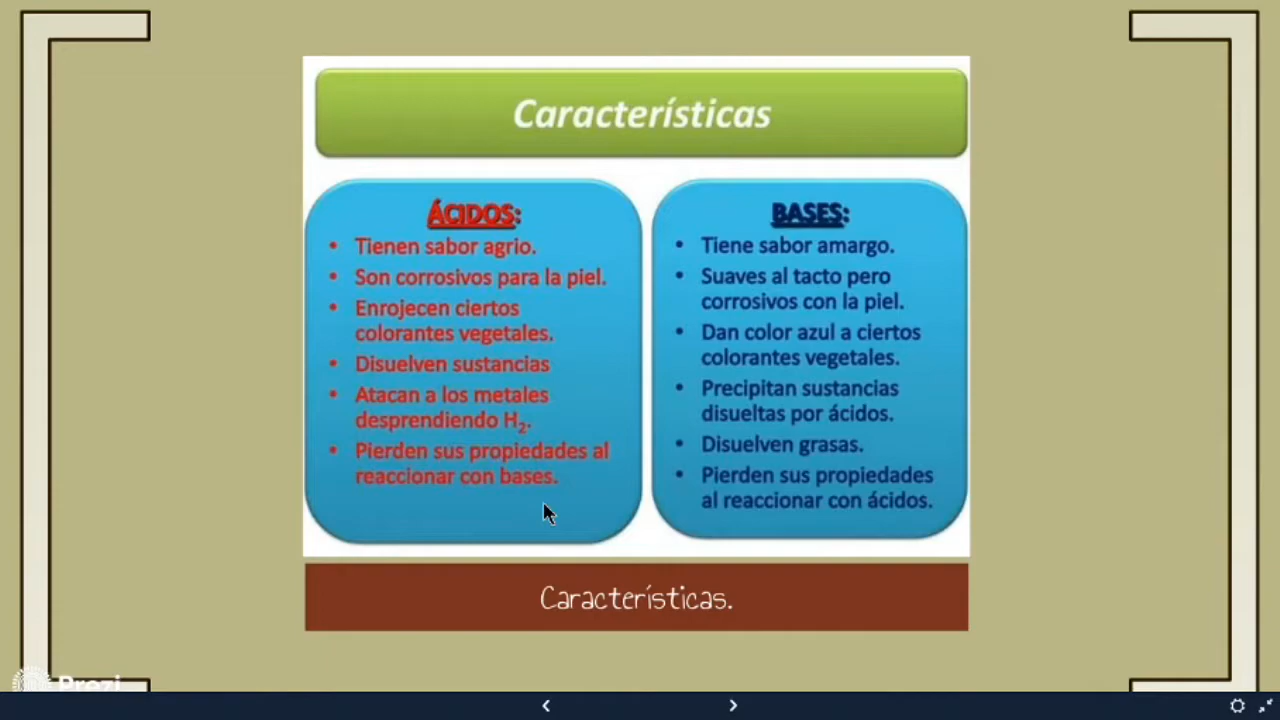 Características
ÁCIDOS:
• Tienen sabor agrio.
• Son corrosivos para la piel.
• Enrojecen ciertos
colorantes vegetales.
• Disuelven sustancias
• Atacan a los metales
desprendiendo H₂.
• Pierden sus propiedades al
reaccionar con bases.
BASES:
• Tiene sabor amargo.
• Suaves al tacto pero
corrosivos con la piel.
• Dan color azul a ciertos
colorantes vegetales.
• Precipitan sustancias
disueltas por ácidos.
• Disuelven grasas.
• Pierden sus propiedades
al reaccionar con ácidos.
Características.
Prezi